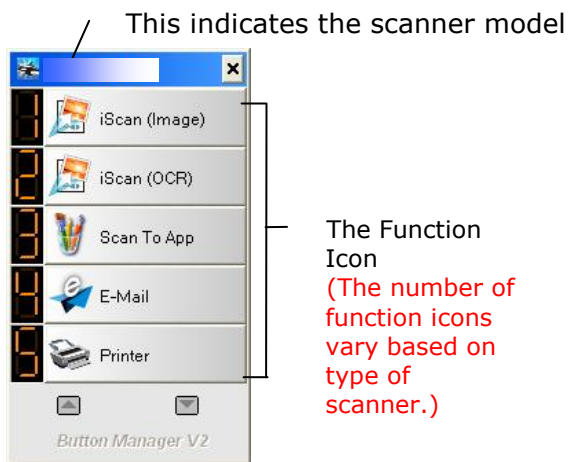 This indicates the scanner model
1 iScan (Image)
2 iScan (OCR)
3 Scan To App
4 E-Mail
5 Printer
Button Manager V2
The Function
Icon
(The number of
function icons
vary based on
type of
scanner.)